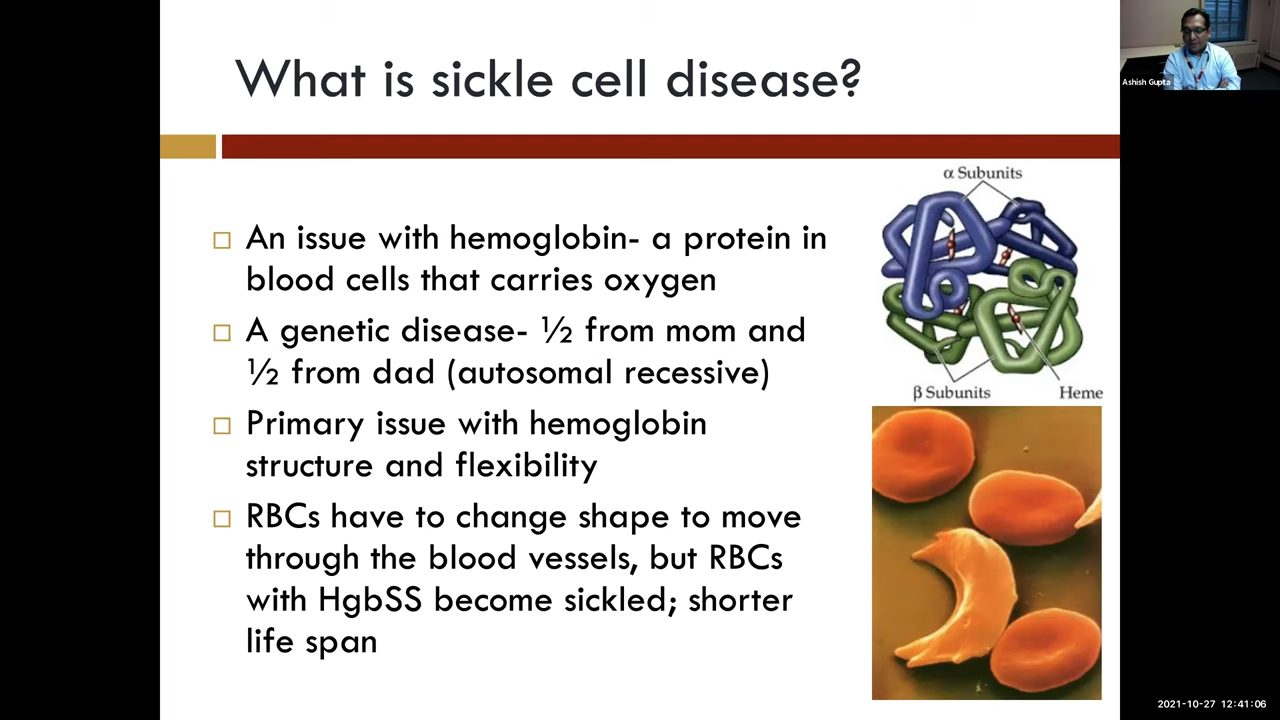 What is sickle cell disease?
Ashish Gupta
α Subunits
An issue with hemoglobin- a protein in
blood cells that carries oxygen
A genetic disease- ½ from mom and
½ from dad (autosomal recessive)
β Subunits
Heme
Primary issue with hemoglobin
structure and flexibility
RBCs have to change shape to move
through the blood vessels, but RBCs
with HgbSS become sickled; shorter
life span
2021-10-27 12:41:06